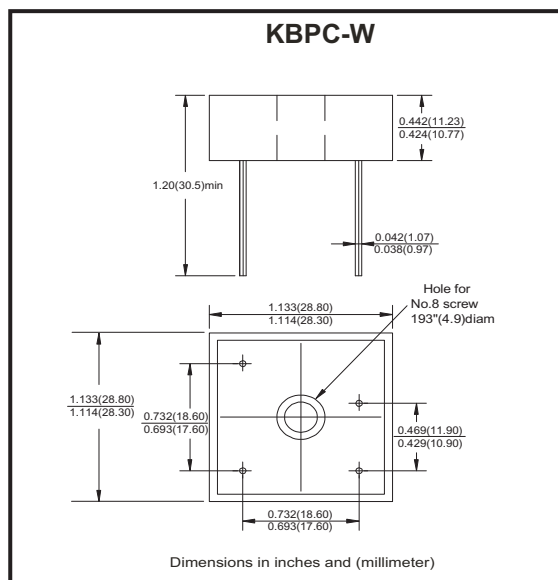 KBPC-W
0.442(11.23)
0.424(10.77)
1.20(30.5)min
0.042(1.07)
0.038(0.97)
Hole for
No.8 screw
193"(4.9)diam
1.133(28.80)
1.114(28.30)
1.133(28.80)
1.114(28.30)
0.732(18.60)
0.693(17.60)
0.469(11.90)
0.429(10.90)
0.732(18.60)
0.693(17.60)
Dimensions in inches and (millimeter)